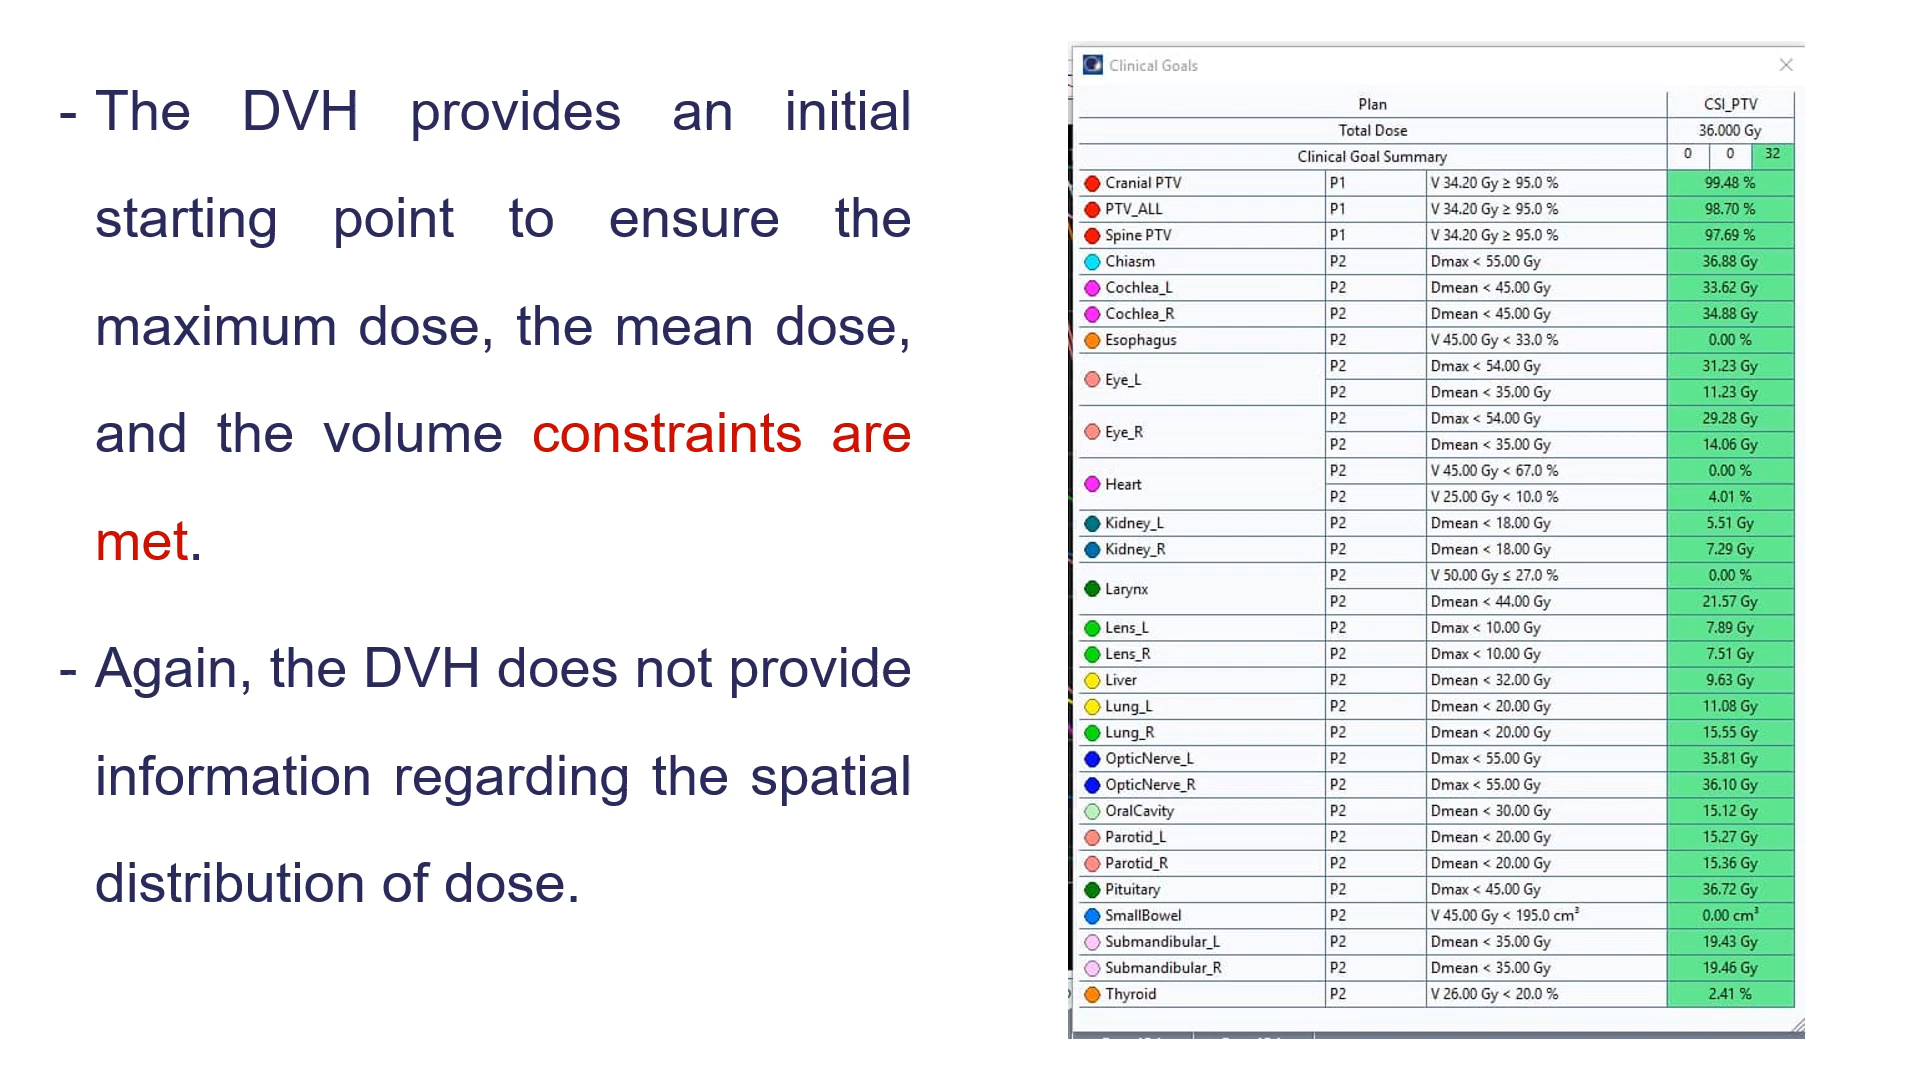 - The DVH provides an initial
starting point to ensure the
maximum dose, the mean dose,
and the volume constraints are
met.
- Again, the DVH does not provide
information regarding the spatial
distribution of dose.
Clinical Goals
Plan CSI_PTV
Total Dose 36.000 Gy
Clinical Goal Summary 0 0 32
Cranial PTV P1 V 34.20 Gy ≥ 95.0 % 99.48 %
PTV_ALL P1 V 34.20 Gy ≥ 95.0 % 98.70 %
Spine PTV P1 V 34.20 Gy ≥ 95.0 % 97.69 %
Chiasm P2 Dmax < 55.00 Gy 36.88 Gy
Cochlea_L P2 Dmean < 45.00 Gy 33.62 Gy
Cochlea_R P2 Dmean < 45.00 Gy 34.88 Gy
Esophagus P2 V 45.00 Gy < 33.0 % 0.00 %
Eye_L P2 Dmax < 54.00 Gy 31.23 Gy
P2 Dmean < 35.00 Gy 11.23 Gy
Eye_R P2 Dmax < 54.00 Gy 29.28 Gy
P2 Dmean < 35.00 Gy 14.06 Gy
Heart P2 V 45.00 Gy < 67.0 % 0.00 %
P2 V 25.00 Gy < 10.0 % 4.01 %
Kidney_L P2 Dmean < 18.00 Gy 5.51 Gy
Kidney_R P2 Dmean < 18.00 Gy 7.29 Gy
Larynx P2 V 50.00 Gy ≤ 27.0 % 0.00 %
P2 Dmean < 44.00 Gy 21.57 Gy
Lens_L P2 Dmax < 10.00 Gy 7.89 Gy
Lens_R P2 Dmax < 10.00 Gy 7.51 Gy
Liver P2 Dmean < 32.00 Gy 9.63 Gy
Lung_L P2 Dmean < 20.00 Gy 11.08 Gy
Lung_R P2 Dmean < 20.00 Gy 15.55 Gy
OpticNerve_L P2 Dmax < 55.00 Gy 35.81 Gy
OpticNerve_R P2 Dmax < 55.00 Gy 36.10 Gy
OralCavity P2 Dmean < 30.00 Gy 15.12 Gy
Parotid_L P2 Dmean < 20.00 Gy 15.27 Gy
Parotid_R P2 Dmean < 20.00 Gy 15.36 Gy
Pituitary P2 Dmax < 45.00 Gy 36.72 Gy
SmallBowel P2 V 45.00 Gy < 195.0 cm³ 0.00 cm³
Submandibular_L P2 Dmean < 35.00 Gy 19.43 Gy
Submandibular_R P2 Dmean < 35.00 Gy 19.46 Gy
Thyroid P2 V 26.00 Gy < 20.0 % 2.41 %